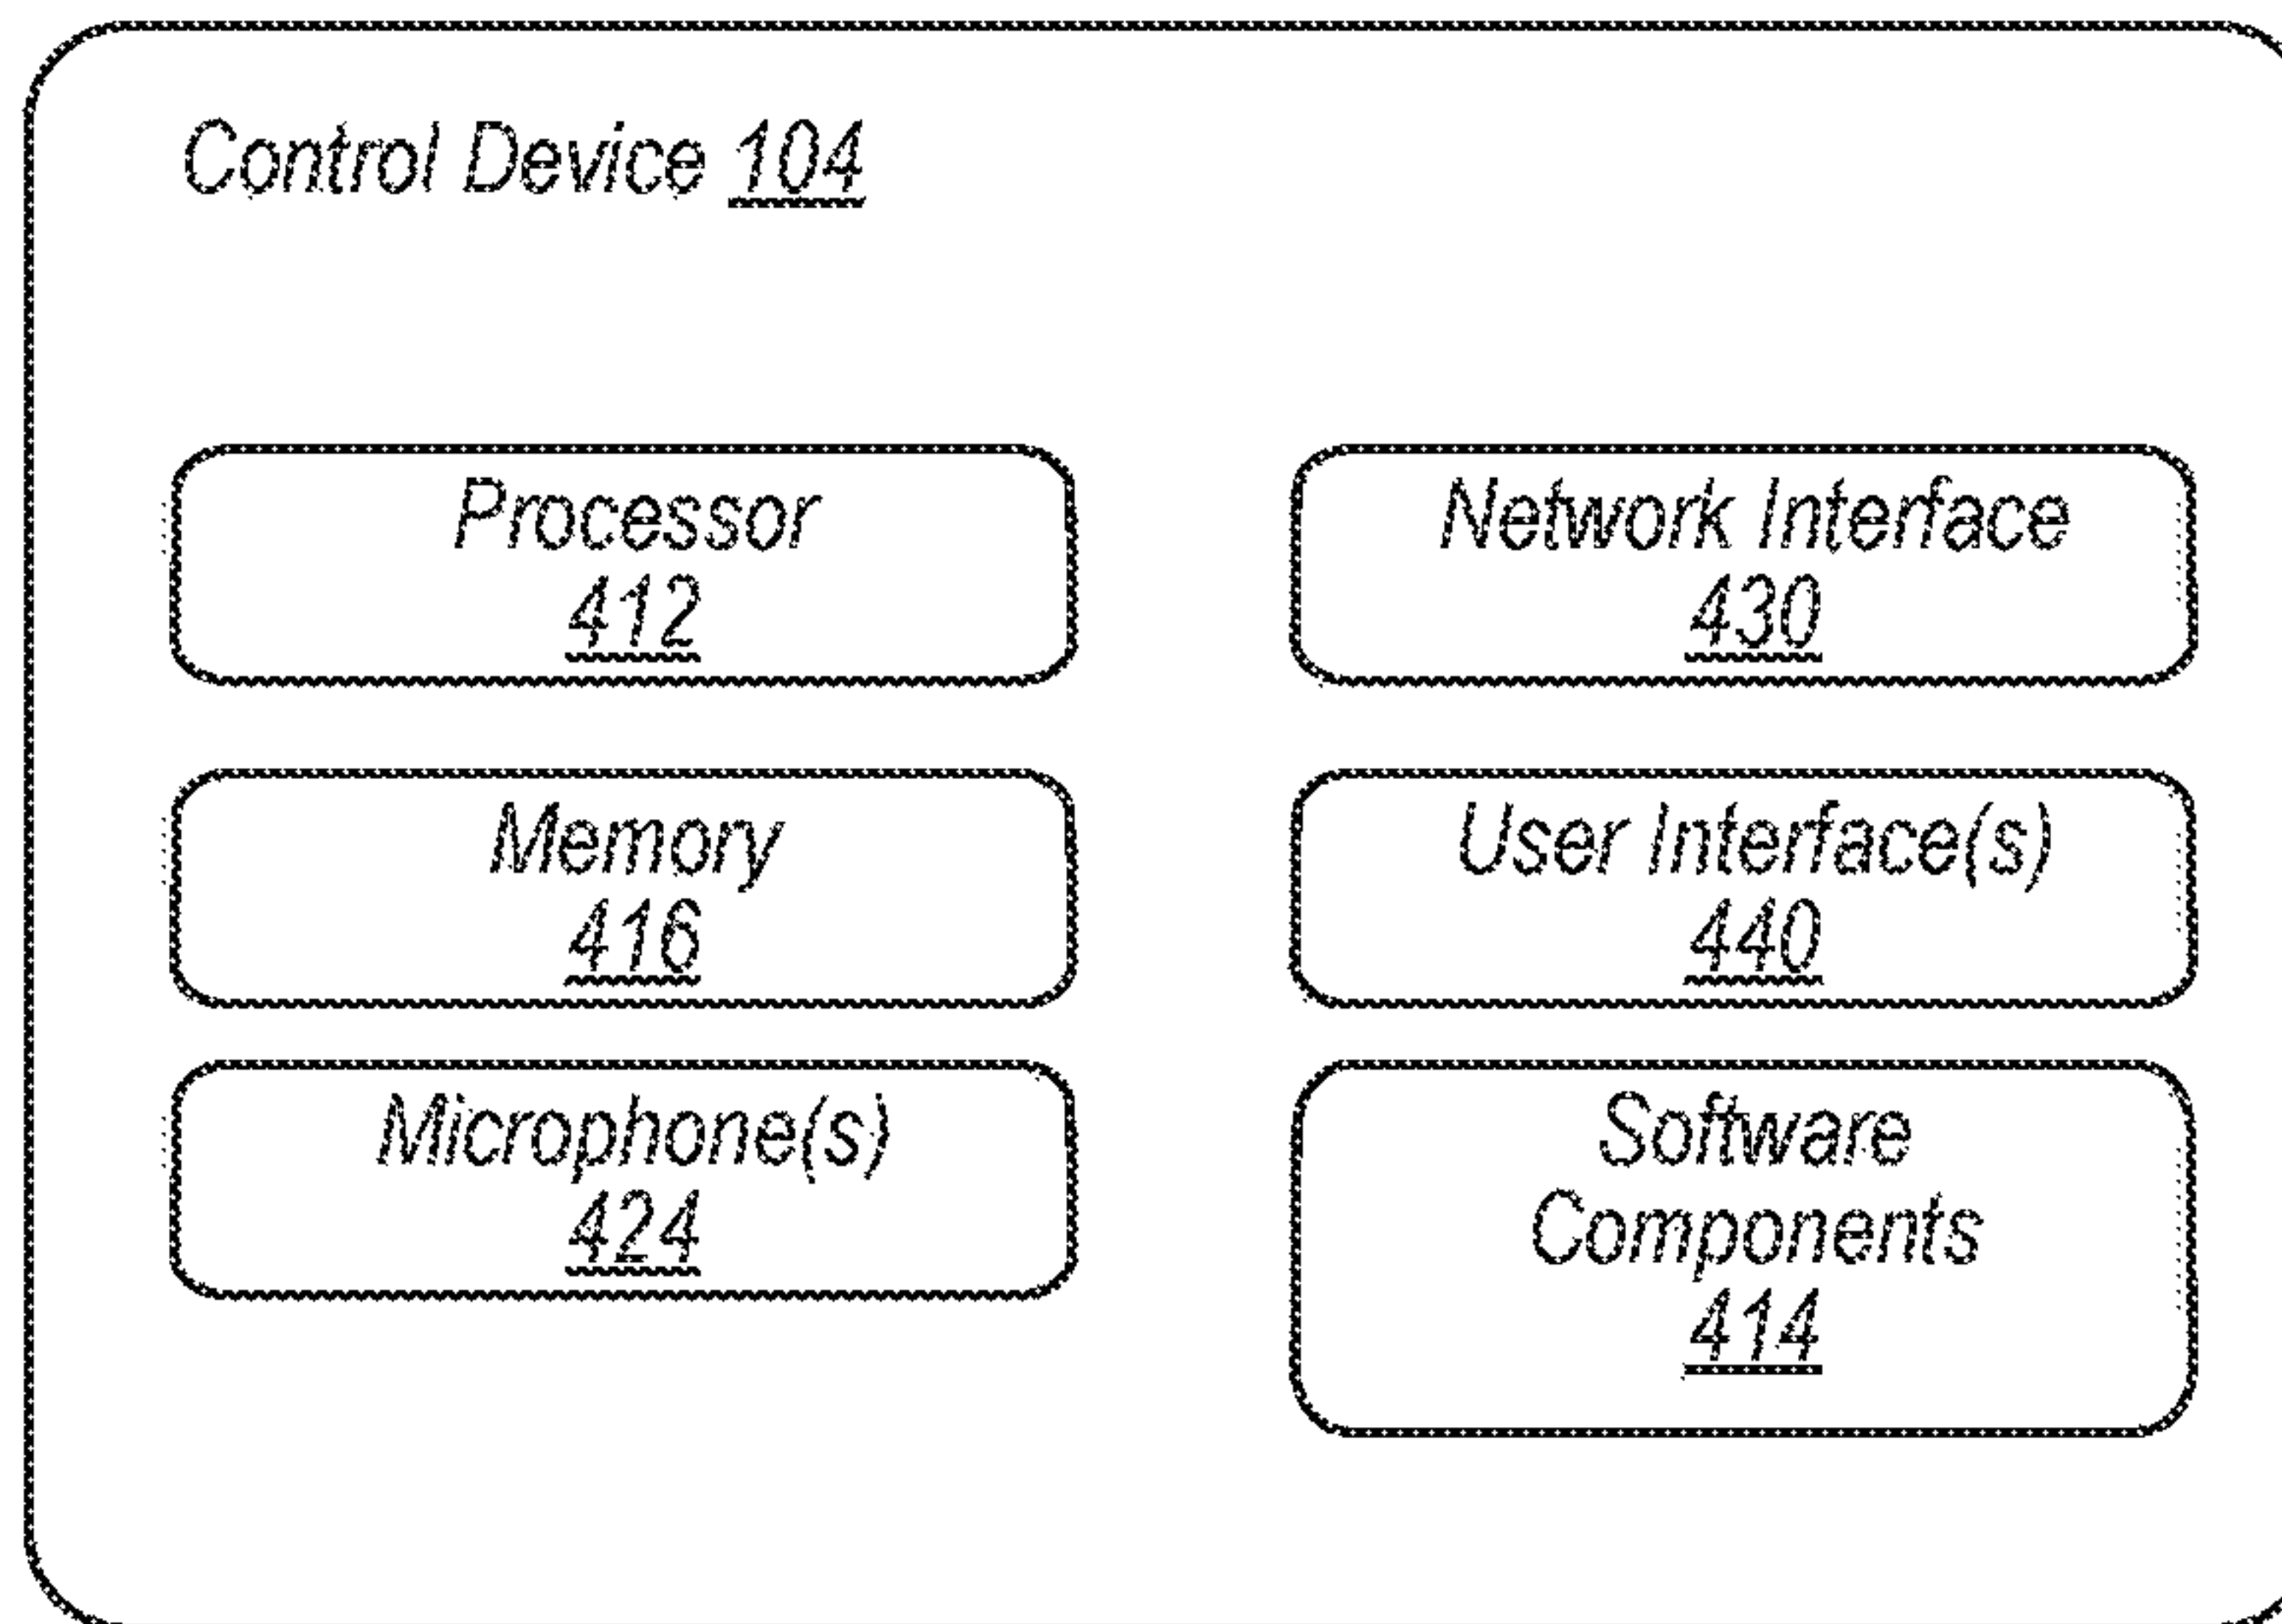 Control Device 104
Processor
412
Memory
416
Microphone(s)
424
Network Interface
430
User Interface(s)
440
Software
Components
414